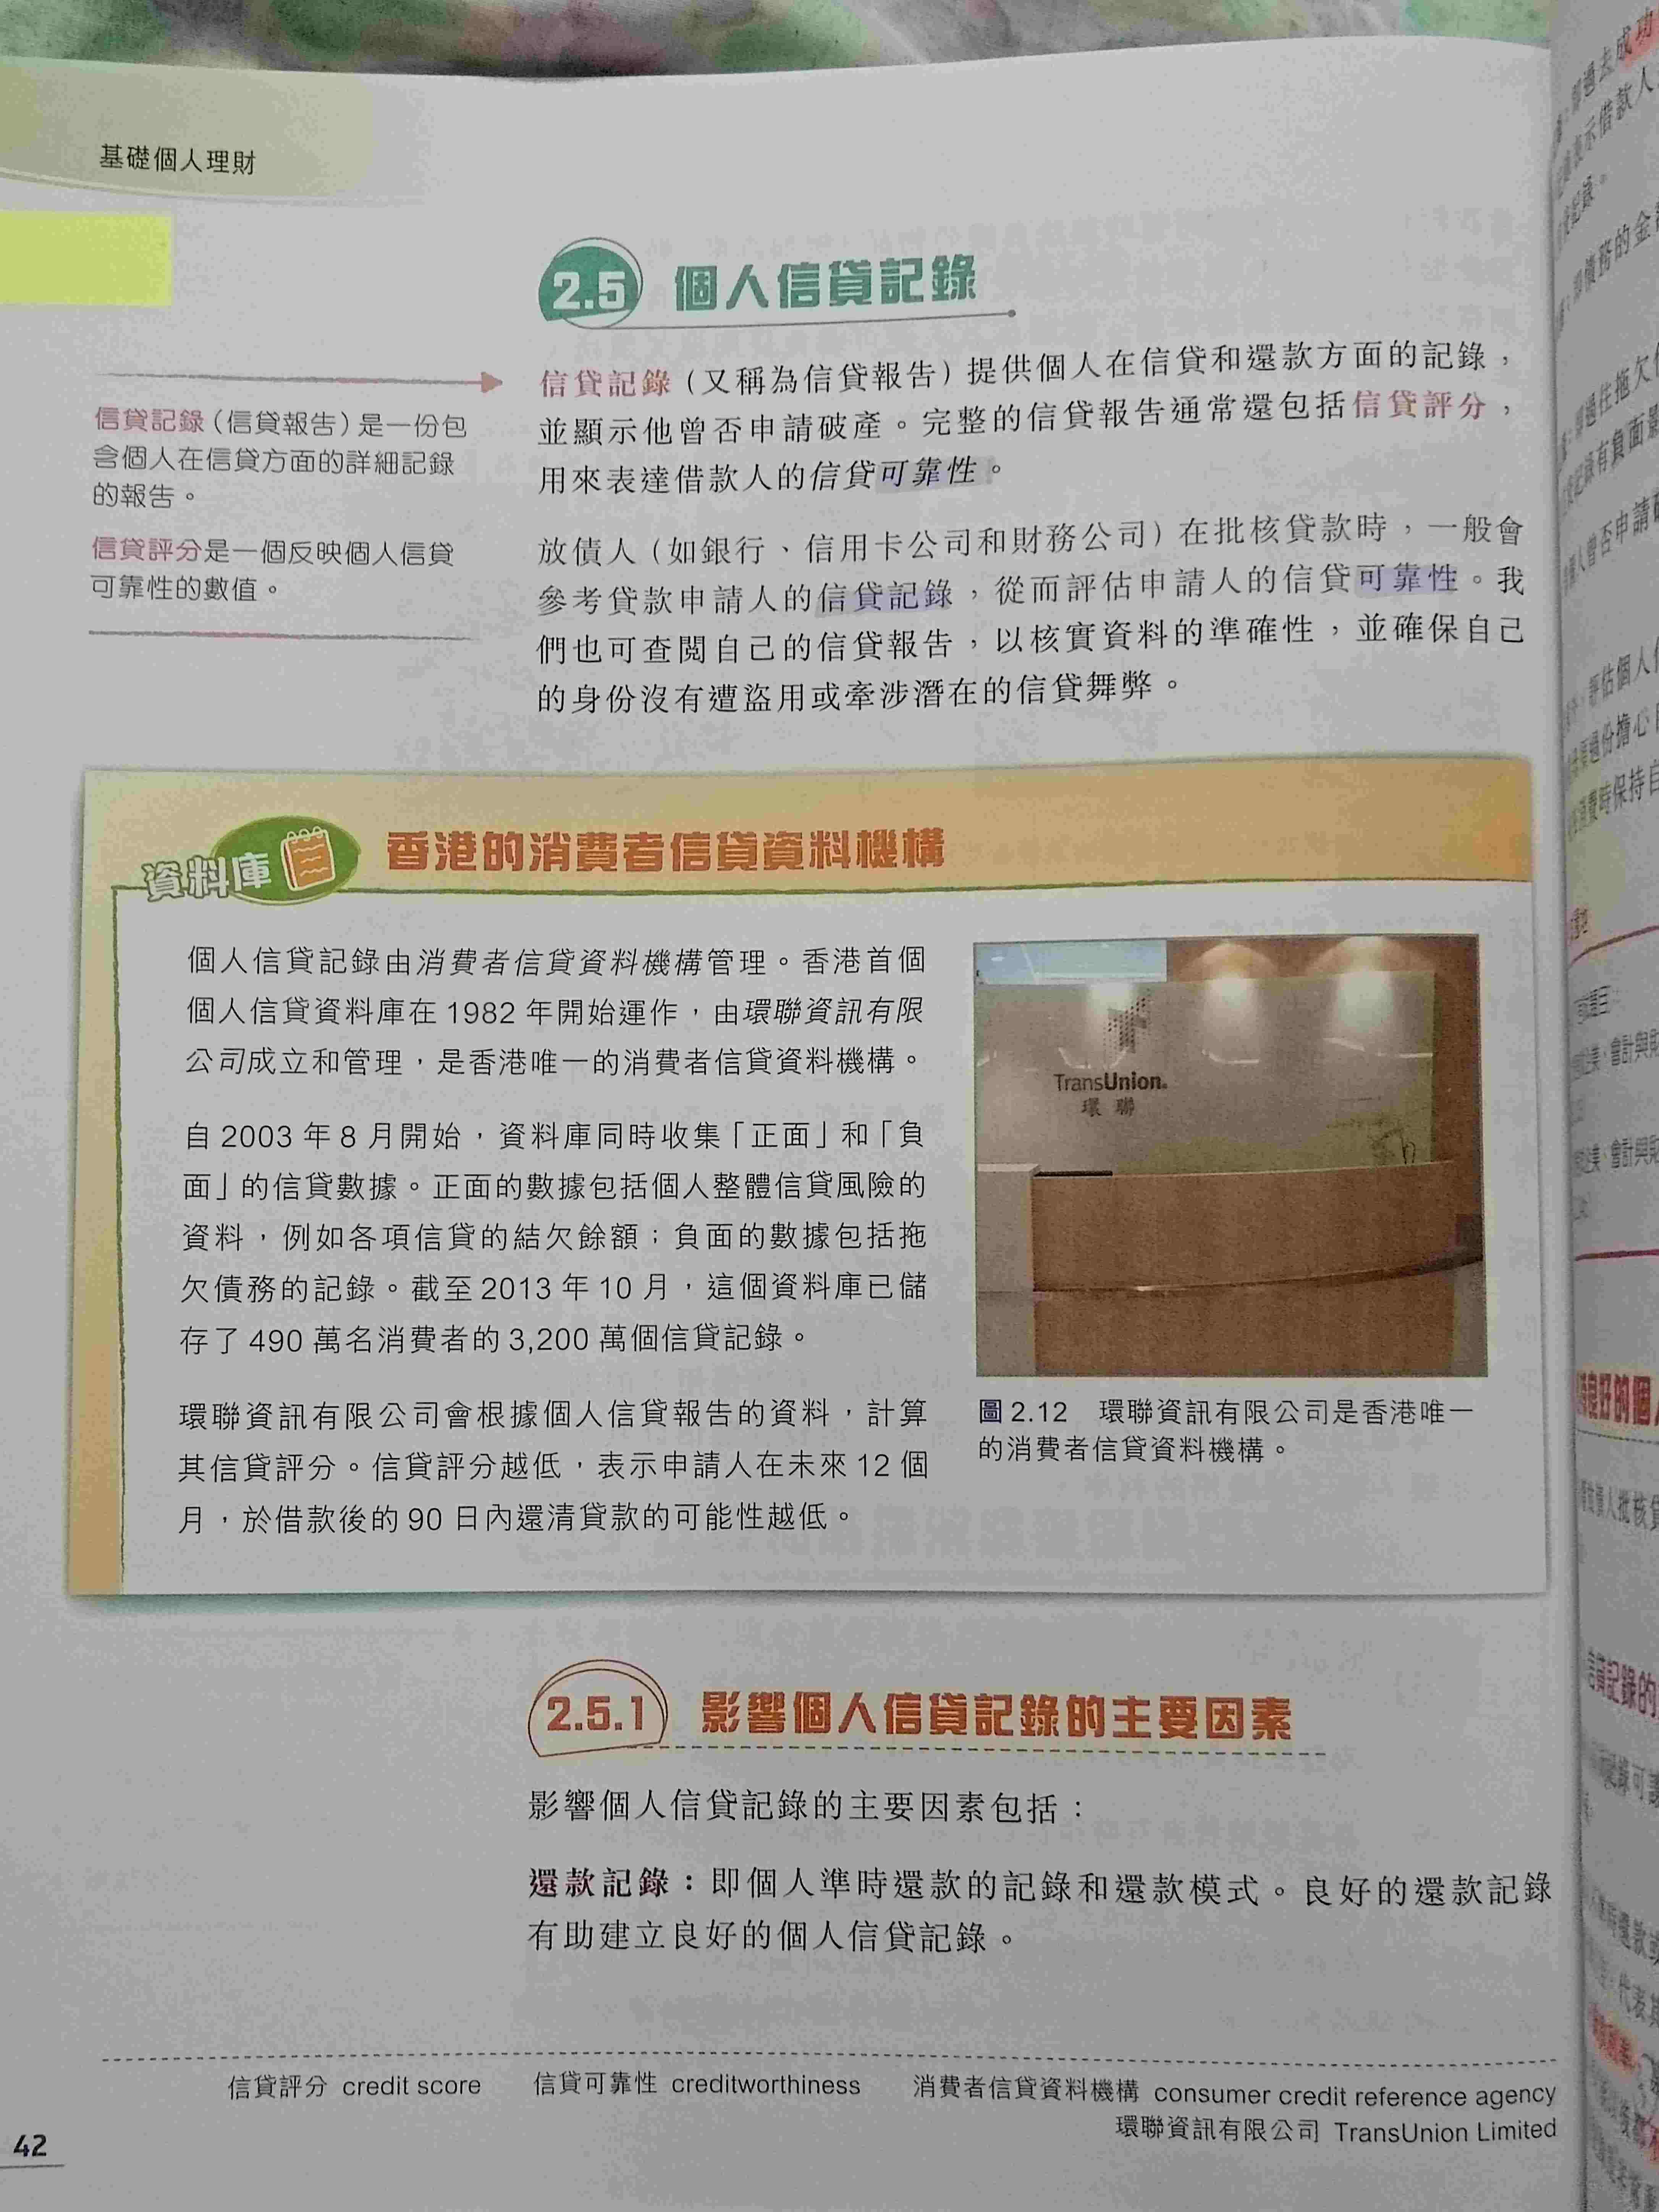 基礎個人理財
2.5 個人信貸記錄
信貸記錄（信貸報告）是一份包
含個人在信貸方面的詳細記錄
的報告。
信貸評分是一個反映個人信貸
可靠性的數值。
信貸記錄（又稱為信貸報告）提供個人在信貸和還款方面的記錄，
並顯示他曾否申請破產。完整的信貸報告通常還包括信貸評分，
用來表達借款人的信貸可靠性。
放債人（如銀行、信用卡公司和財務公司）在批核貸款時，一般會
參考貸款申請人的信貸記錄，從而評估申請人的信貸可靠性。我
們也可查閱自己的信貸報告，以核實資料的準確性，並確保自己
的身份沒有遭盜用或牽涉潛在的信貸舞弊。
資料庫 香港的消費者信貸資料機構
個人信貸記錄由消費者信貸資料機構管理。香港首個
個人信貸資料庫在 1982 年開始運作，由環聯資訊有限
公司成立和管理，是香港唯一的消費者信貸資料機構。
自 2003 年 8 月開始，資料庫同時收集「正面」和「負
面」的信貸數據。正面的數據包括個人整體信貸風險的
資料，例如各項信貸的結欠餘額；負面的數據包括拖
欠債務的記錄。截至 2013 年 10 月，這個資料庫已儲
存了 490 萬名消費者的 3,200 萬個信貸記錄。
環聯資訊有限公司會根據個人信貸報告的資料，計算
其信貸評分。信貸評分越低，表示申請人在未來 12 個
月，於借款後的 90 日內還清貸款的可能性越低。
TransUnion.
環聯
圖 2.12 環聯資訊有限公司是香港唯一
的消費者信貸資料機構。
2.5.1 影響個人信貸記錄的主要因素
影響個人信貸記錄的主要因素包括：
還款記錄：即個人準時還款的記錄和還款模式。良好的還款記錄
有助建立良好的個人信貸記錄。
信貸評分 credit score 信貸可靠性 creditworthiness 消費者信貸資料機構 consumer credit reference agency
環聯資訊有限公司 TransUnion Limited
42